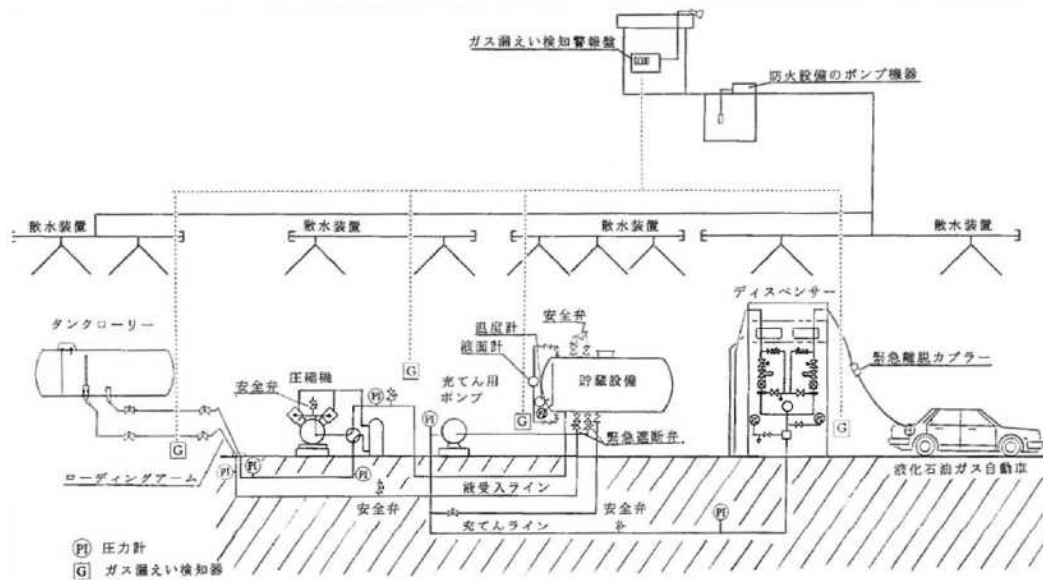 ガス漏えい検知警報盤
防火設備のポンプ機器
散水装置
散水装置
散水装置
散水装置
ディスペンサー
安全弁
タンクローリー
温度計
液面計
緊急離脱カプラー
圧縮機
安全弁
G
充てん用
ポンプ
貯蔵設備
PI
PI
PI
G
G
G
緊急遮断弁
PI
PI
PI
ローディングアーム
液受入ライン
液化石油ガス自動車
安全弁
安全弁
充てんライン
PI
PI 圧力計
G ガス漏えい検知器